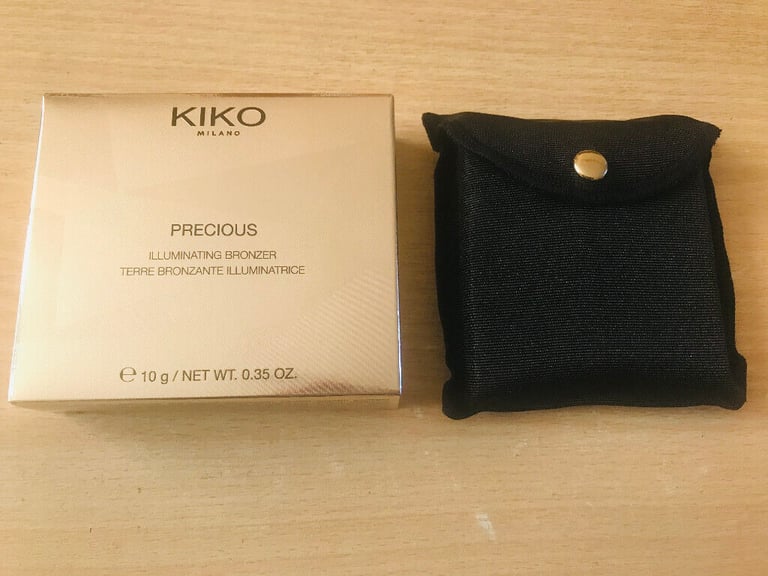 KIKO
MILANO
PRECIOUS
ILLUMINATING BRONZER
TERRE BRONZANTE ILLUMINATRICE
℮ 10 g / NET WT. 0.35 OZ.